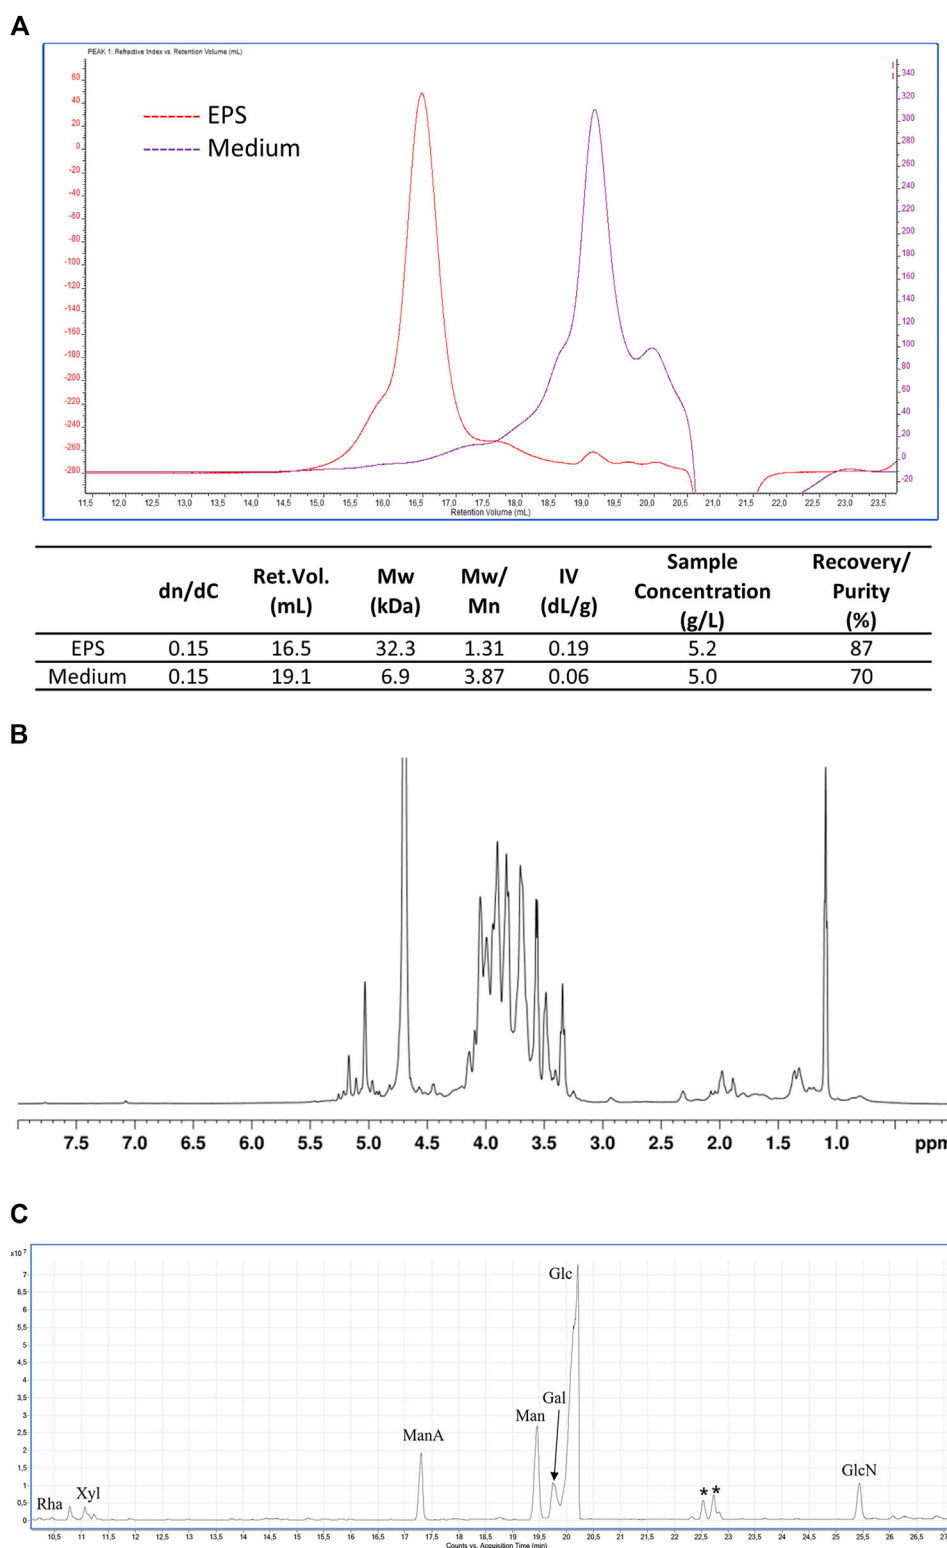 A
PEAK 1: Refractive Index vs. Retention Volume (mL)
60
40
20
0
-20
-40
-60
-80
-100
-120
-140
-160
-180
-200
-220
-240
-260
-280
EPS
Medium
340
320
300
280
260
240
220
200
180
160
140
120
100
80
60
40
20
0
-20
11,5 12,0 12,5 13,0 13,5 14,0 14,5 15,0 15,5 16,0 16,5 17,0 17,5 18,0 18,5 19,0 19,5 20,0 20,5 21,0 21,5 22,0 22,5 23,0 23,5
Retention Volume (mL)
dn/dC Ret.Vol. (mL) Mw (kDa) Mw/ Mn IV (dL/g) Sample Concentration (g/L) Recovery/ Purity (%)
EPS 0.15 16.5 32.3 1.31 0.19 5.2 87
Medium 0.15 19.1 6.9 3.87 0.06 5.0 70
B
7.5 7.0 6.5 6.0 5.5 5.0 4.5 4.0 3.5 3.0 2.5 2.0 1.5 1.0 ppm
C
x10 7
7
6,5
6
5,5
5
4,5
4
3,5
3
2,5
2
1,5
1
0,5
0
Glc
Gal
Man
ManA
GlcN
* *
Xyl
Rha
10,5 11 11,5 12 12,5 13 13,5 14 14,5 15 15,5 16 16,5 17 17,5 18 18,5 19 19,5 20 20,5 21 21,5 22 22,5 23 23,5 24 24,5 25 25,5 26 26,5 27
Counts vs. Acquisition Time (min)